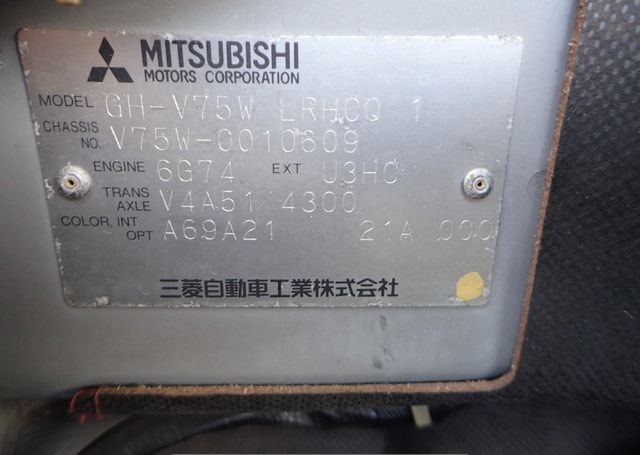 MITSUBISHI
MOTORS CORPORATION
MODEL GH-V75W LRHCQ 1
CHASSIS NO. V75W-0010609
ENGINE 6G74 EXT U3HC
TRANS AXLE V4A51 4300
COLOR, INT OPT A69A21 21A 000
三菱自動車工業株式会社